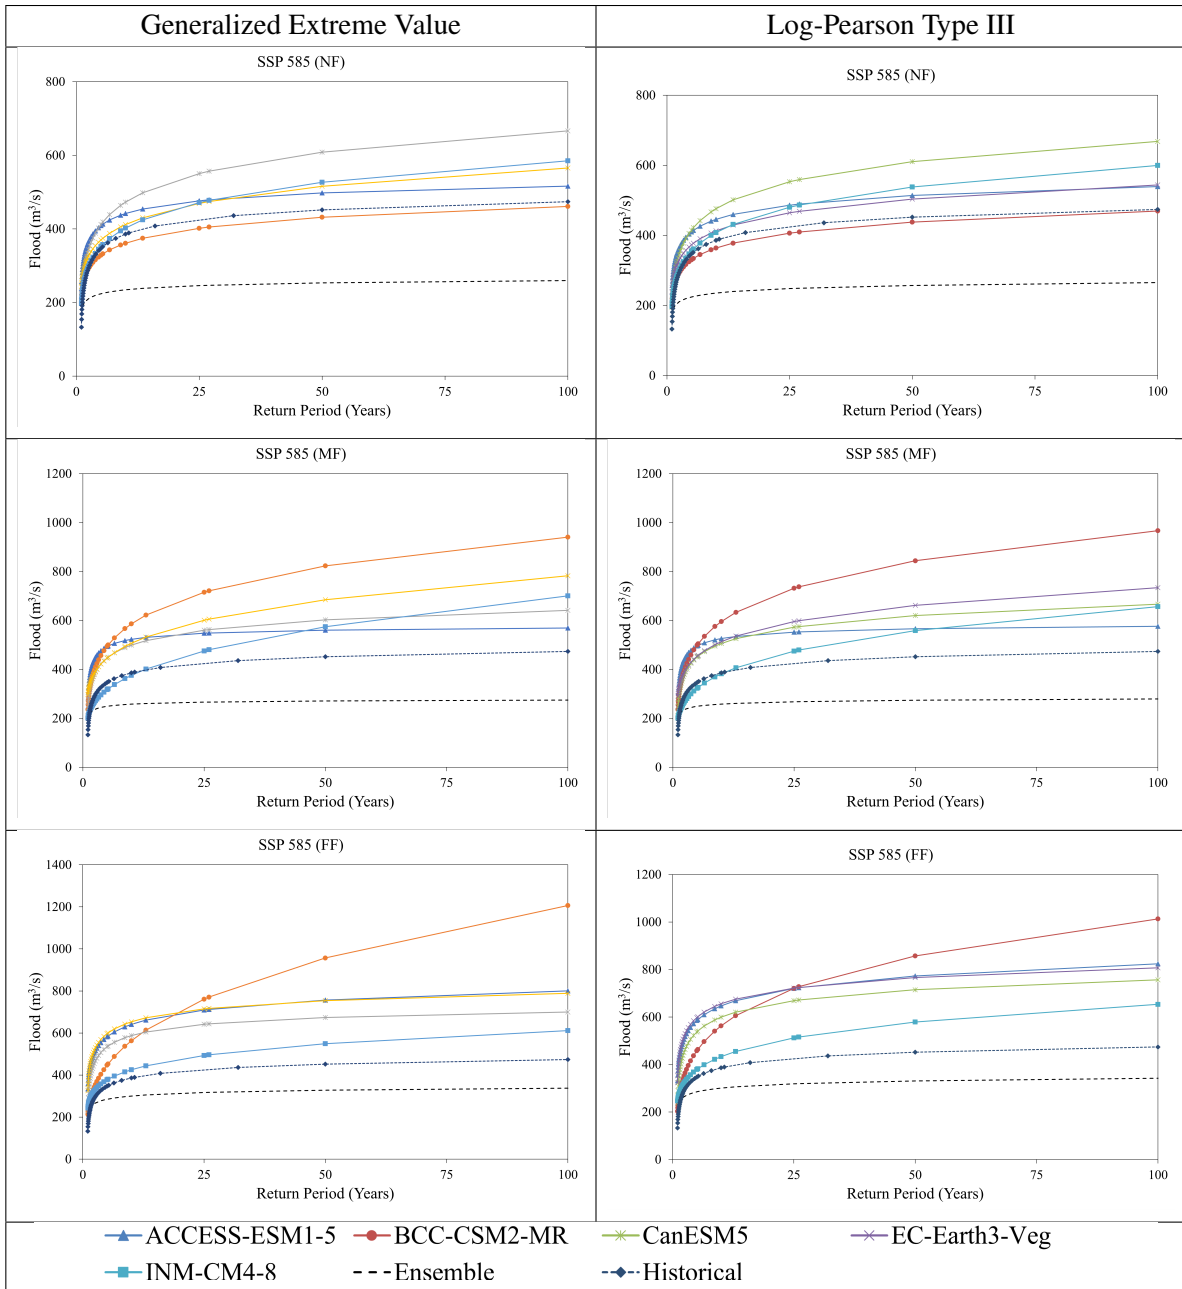 Generalized Extreme Value
Log-Pearson Type III
SSP 585 (NF)
800
600
400
200
0
0 25 50 75 100
Flood (m³/s)
Return Period (Years)
SSP 585 (NF)
800
600
400
200
0
0 25 50 75 100
Flood (m³/s)
Return Period (Years)
SSP 585 (MF)
1200
1000
800
600
400
200
0
0 25 50 75 100
Flood (m³/s)
Return Period (Years)
SSP 585 (MF)
1200
1000
800
600
400
200
0
0 25 50 75 100
Flood (m³/s)
Return Period (Years)
SSP 585 (FF)
1400
1200
1000
800
600
400
200
0
0 25 50 75 100
Flood (m³/s)
Return Period (Years)
SSP 585 (FF)
1200
1000
800
600
400
200
0
0 25 50 75 100
Flood (m³/s)
Return Period (Years)
ACCESS-ESM1-5 BCC-CSM2-MR CanESM5 EC-Earth3-Veg
INM-CM4-8 Ensemble Historical